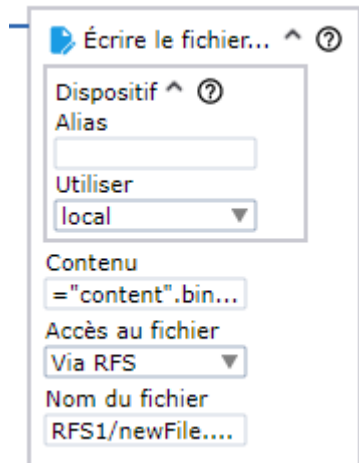 Écrire le fichier...
Dispositif
Alias
Utiliser
local
Contenu
="content".bin...
Accès au fichier
Via RFS
Nom du fichier
RFS1/newFile....